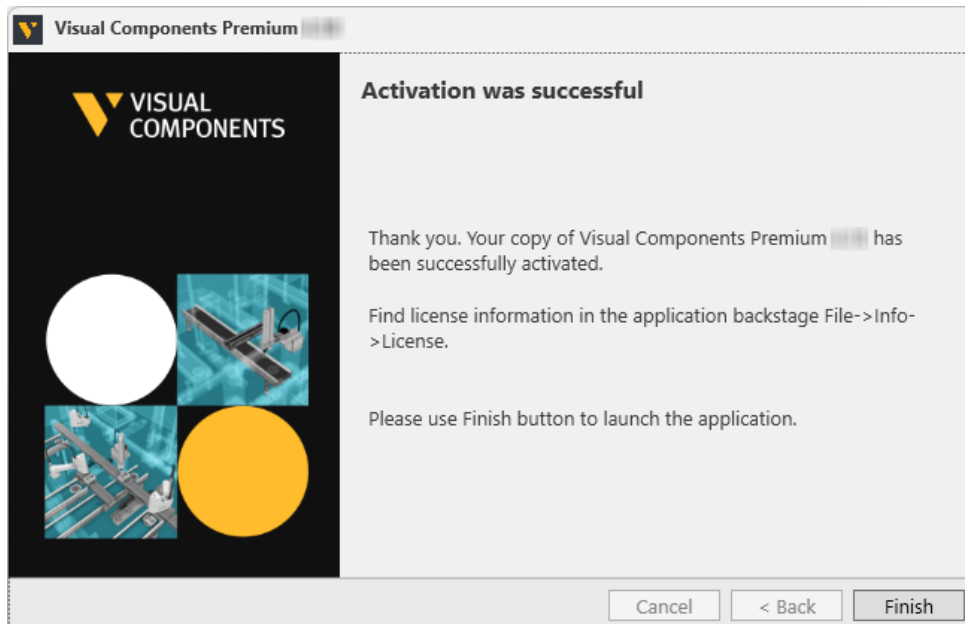 Visual Components Premium
VISUAL
COMPONENTS
Activation was successful
Thank you. Your copy of Visual Components Premium has
been successfully activated.
Find license information in the application backstage File->Info-
>License.
Please use Finish button to launch the application.
Cancel
< Back
Finish